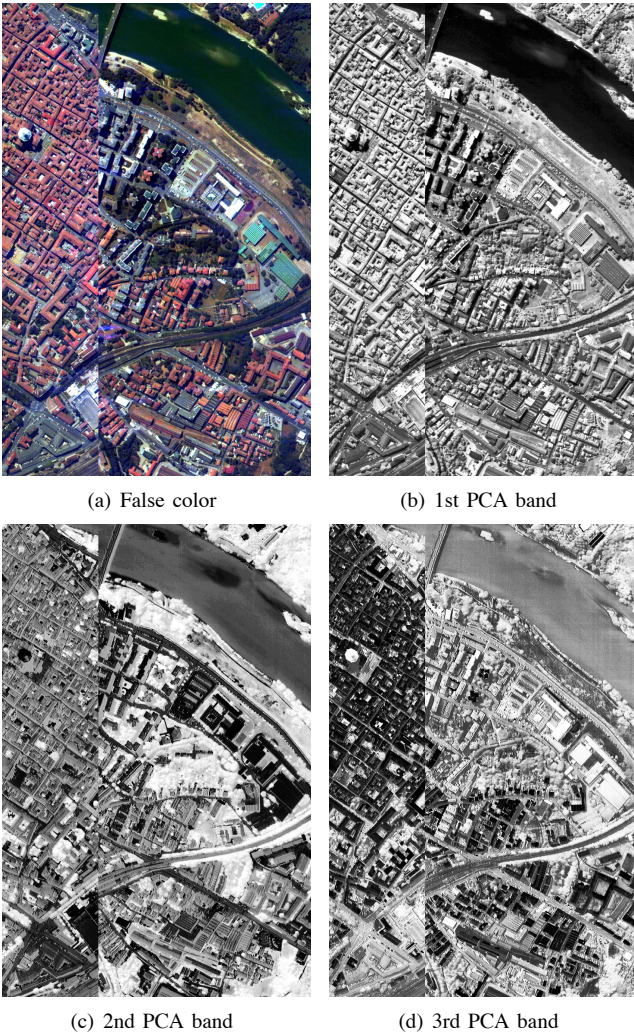 (a) False color
(b) 1st PCA band
(c) 2nd PCA band
(d) 3rd PCA band